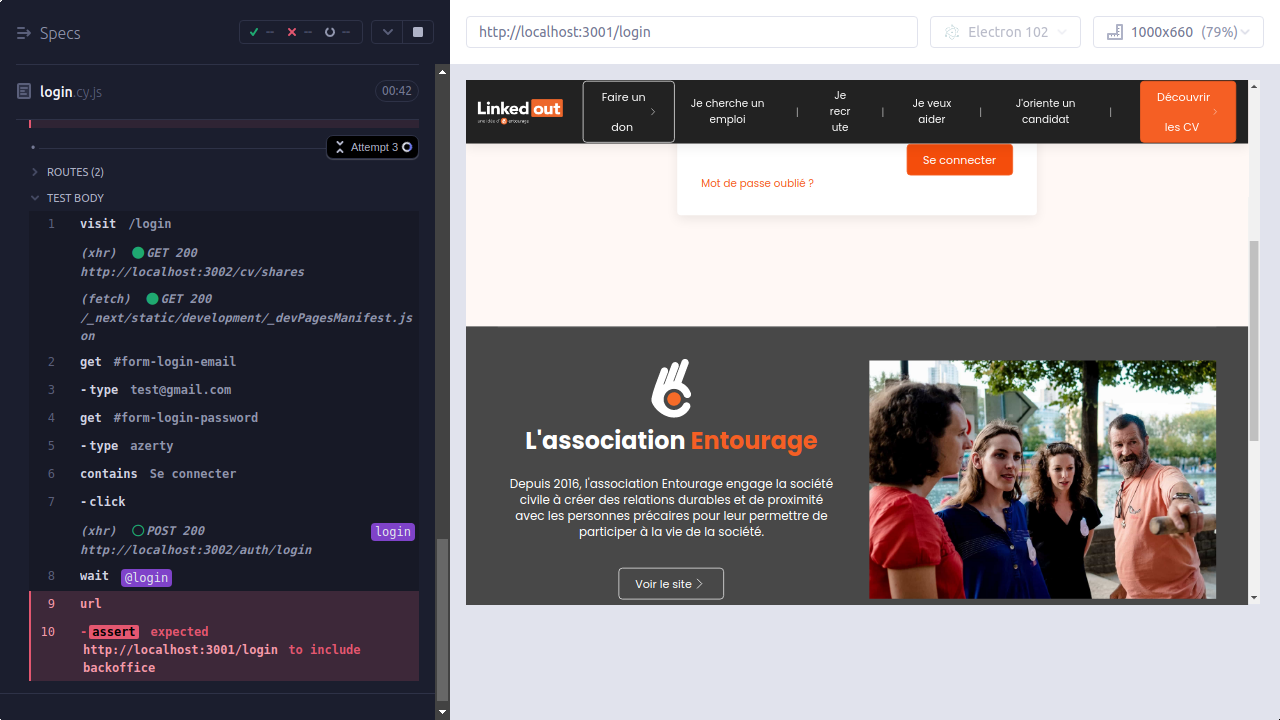 Specs
-- -- --
login.cy.js
00:42
Attempt 3
ROUTES (2)
TEST BODY
1 visit /login
(xhr) GET 200
http://localhost:3002/cv/shares
(fetch) GET 200
/_next/static/development/_devPagesManifest.js
on
2 get #form-login-email
3 -type test@gmail.com
4 get #form-login-password
5 -type azerty
6 contains Se connecter
7 -click
(xhr) POST 200 login
http://localhost:3002/auth/login
8 wait @login
9 url
10 -assert expected
http://localhost:3001/login to include
backoffice
http://localhost:3001/login
Electron 102
1000x660 (79%)
Linked out
une idée d' entourage
Faire un
don
Je cherche un
emploi
|
Je
recr
ute
|
Je veux
aider
|
J'oriente un
candidat
|
Découvrir
les CV
Se connecter
Mot de passe oublié ?
L'association Entourage
Depuis 2016, l'association Entourage engage la société
civile à créer des relations durables et de proximité
avec les personnes précaires pour leur permettre de
participer à la vie de la société.
Voir le site